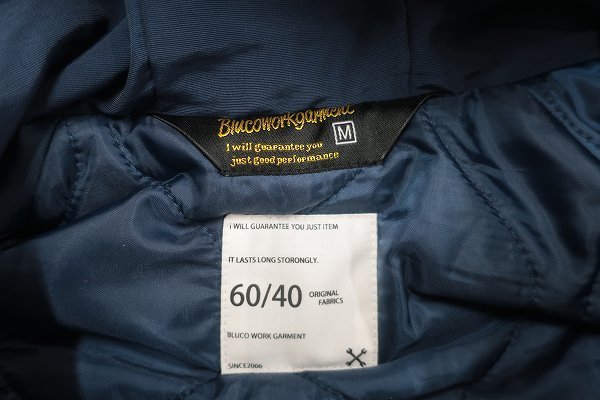 Blucoworkgarment
M
I will guarantee you
just good performance
I WILL GUARANTEE YOU JUST ITEM
IT LASTS LONG STORONGLY.
60/40 ORIGINAL
FABRICS
BLUCO WORK GARMENT
SINCE2006